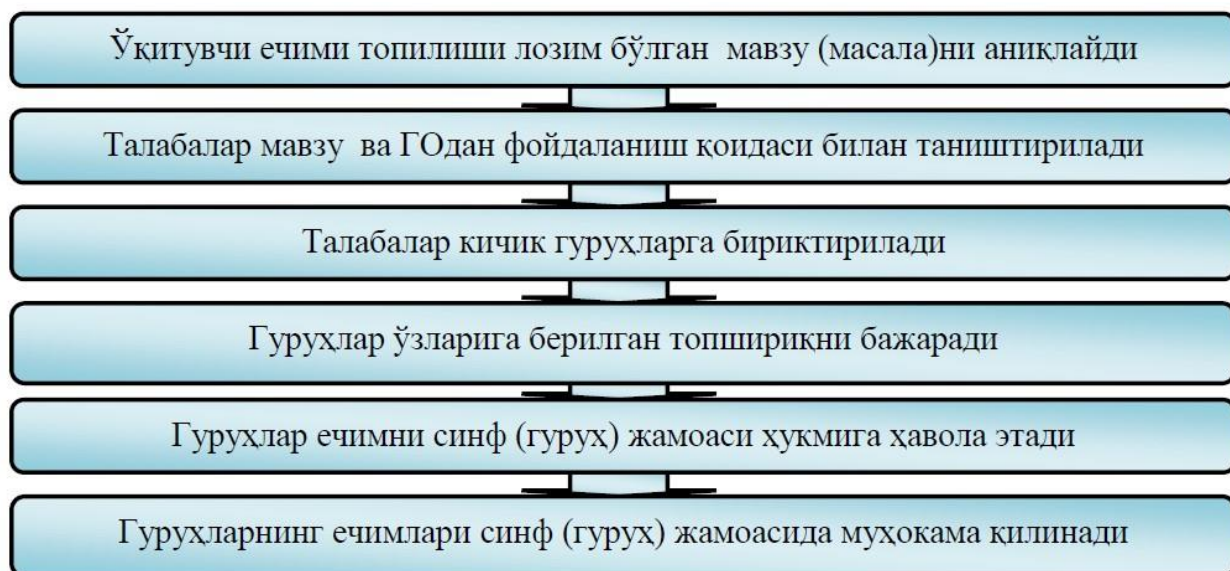 Ўқитувчи ечими топилиши лозим бўлган мавзу (масала)ни аниқлайди
Талабалар мавзу ва ГОдан фойдаланиш қоидаси билан таништирилади
Талабалар кичик гуруҳларга бириктирилади
Гуруҳлар ўзларига берилган топшириқни бажаради
Гуруҳлар ечимни синф (гуруҳ) жамоаси ҳукмига ҳавола этади
Гуруҳларнинг ечимлари синф (гуруҳ) жамоасида муҳокама қилинади